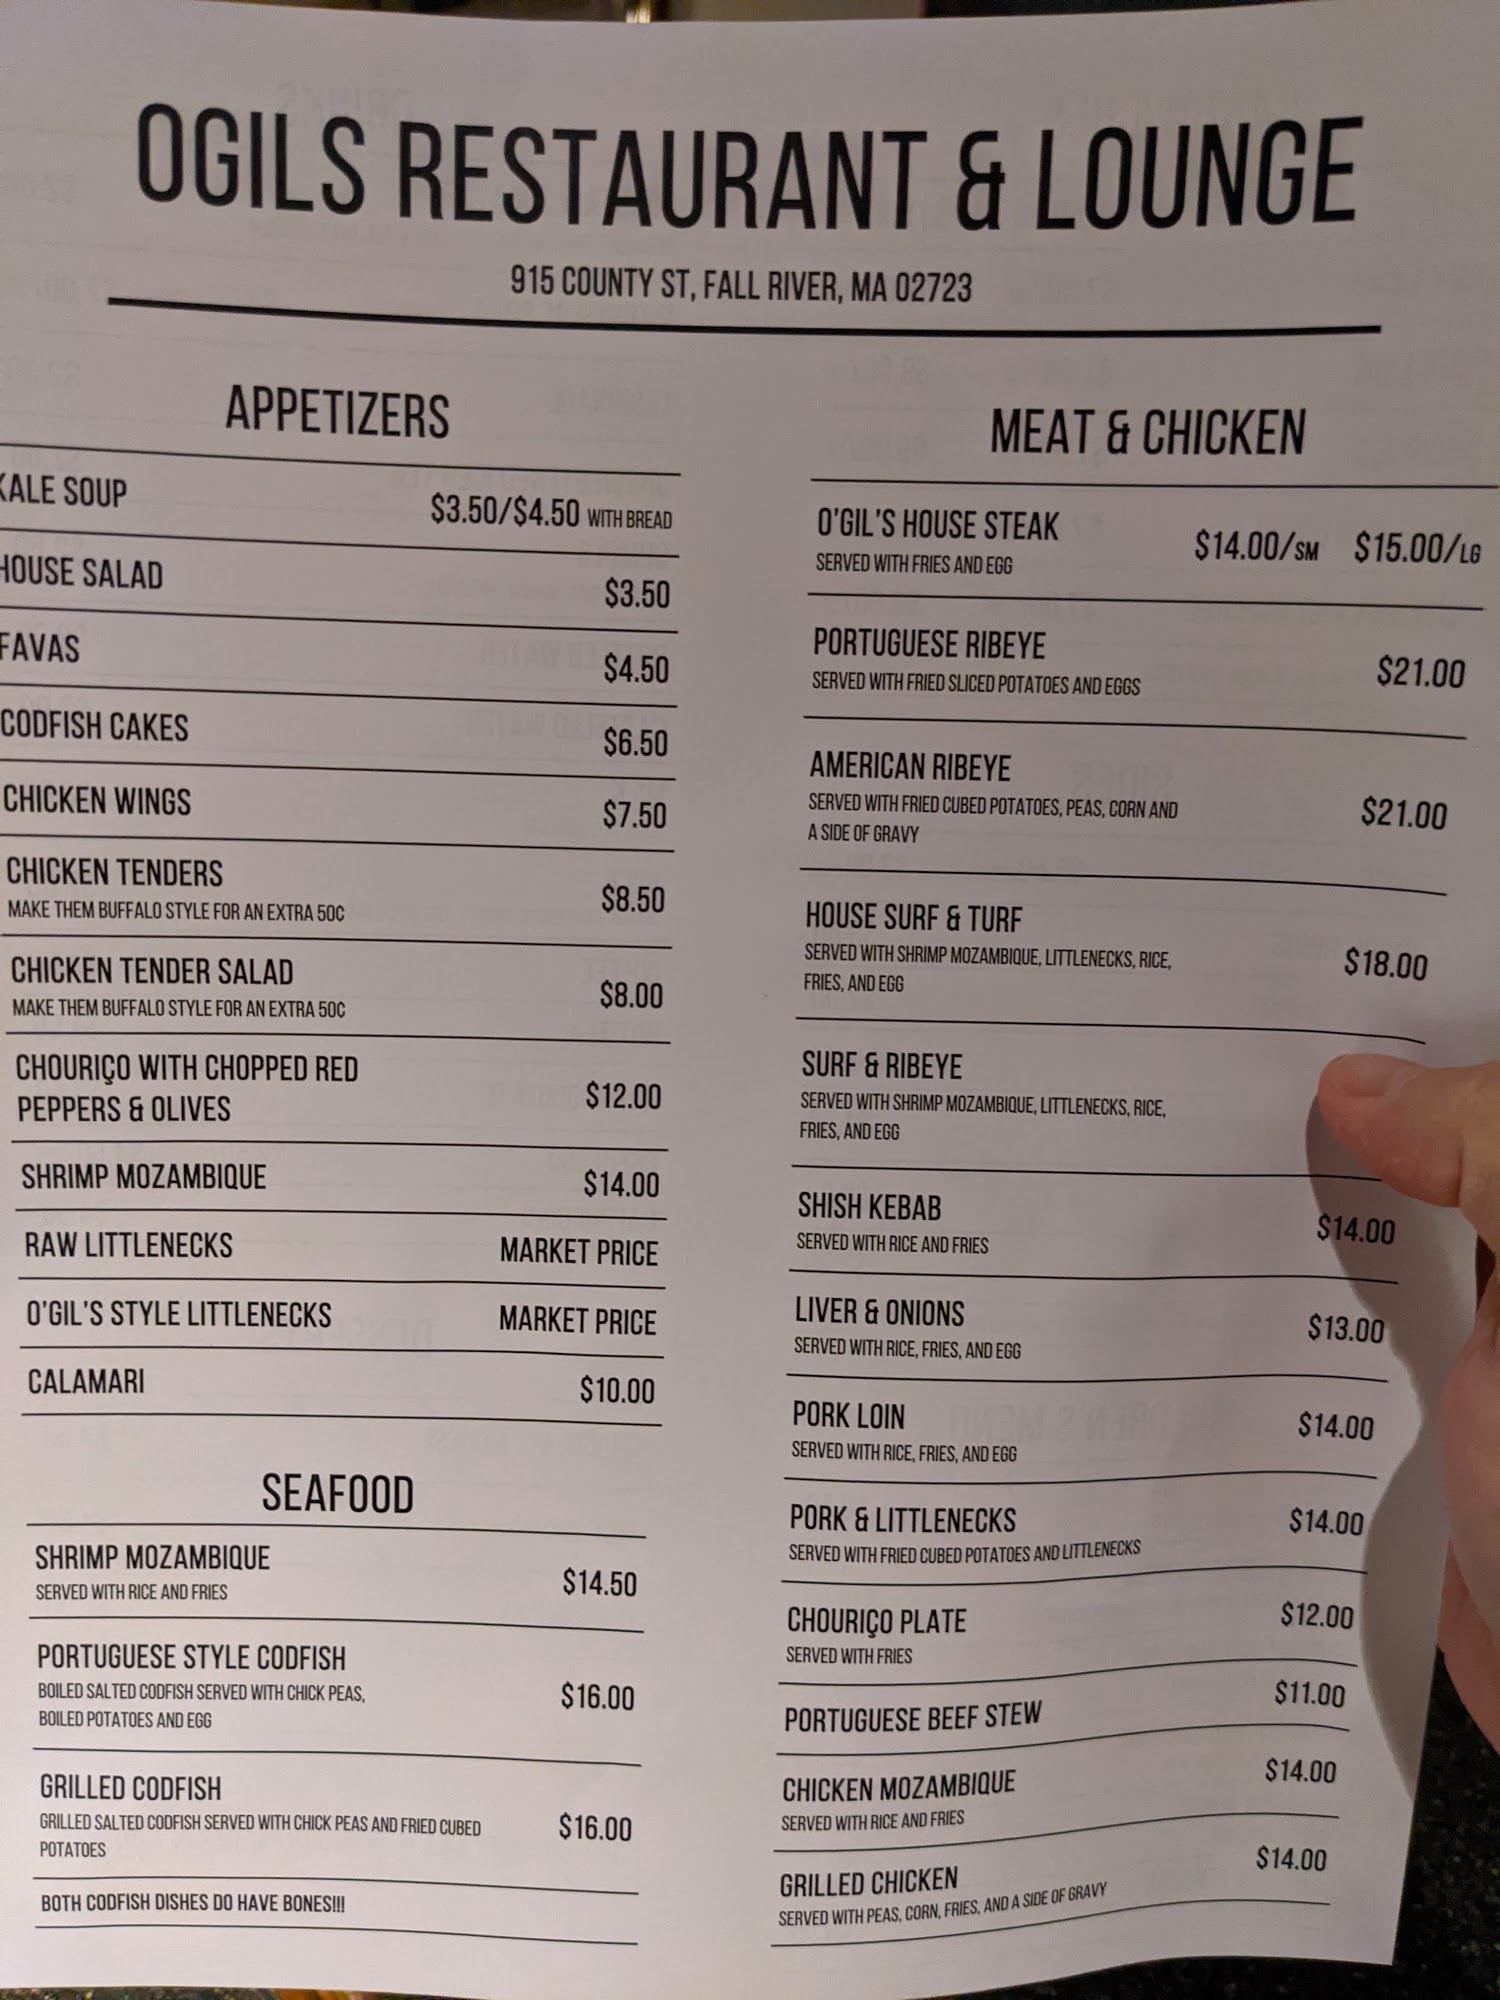 OGILS RESTAURANT & LOUNGE
915 COUNTY ST, FALL RIVER, MA 02723
APPETIZERS
KALE SOUP $3.50/$4.50 WITH BREAD
HOUSE SALAD $3.50
FAVAS $4.50
CODFISH CAKES $6.50
CHICKEN WINGS $7.50
CHICKEN TENDERS $8.50
MAKE THEM BUFFALO STYLE FOR AN EXTRA 50C
CHICKEN TENDER SALAD $8.00
MAKE THEM BUFFALO STYLE FOR AN EXTRA 50C
CHOURIÇO WITH CHOPPED RED
PEPPERS & OLIVES $12.00
SHRIMP MOZAMBIQUE $14.00
RAW LITTLENECKS MARKET PRICE
O'GIL'S STYLE LITTLENECKS MARKET PRICE
CALAMARI $10.00
SEAFOOD
SHRIMP MOZAMBIQUE $14.50
SERVED WITH RICE AND FRIES
PORTUGUESE STYLE CODFISH
BOILED SALTED CODFISH SERVED WITH CHICK PEAS, $16.00
BOILED POTATOES AND EGG
GRILLED CODFISH
GRILLED SALTED CODFISH SERVED WITH CHICK PEAS AND FRIED CUBED $16.00
POTATOES
BOTH CODFISH DISHES DO HAVE BONES!!!
MEAT & CHICKEN
O'GIL'S HOUSE STEAK $14.00/SM $15.00/LG
SERVED WITH FRIES AND EGG
PORTUGUESE RIBEYE $21.00
SERVED WITH FRIED SLICED POTATOES AND EGGS
AMERICAN RIBEYE
SERVED WITH FRIED CUBED POTATOES, PEAS, CORN AND $21.00
A SIDE OF GRAVY
HOUSE SURF & TURF
SERVED WITH SHRIMP MOZAMBIQUE, LITTLENECKS, RICE, $18.00
FRIES, AND EGG
SURF & RIBEYE
SERVED WITH SHRIMP MOZAMBIQUE, LITTLENECKS, RICE,
FRIES, AND EGG
SHISH KEBAB $14.00
SERVED WITH RICE AND FRIES
LIVER & ONIONS $13.00
SERVED WITH RICE, FRIES, AND EGG
PORK LOIN $14.00
SERVED WITH RICE, FRIES, AND EGG
PORK & LITTLENECKS $14.00
SERVED WITH FRIED CUBED POTATOES AND LITTLENECKS
CHOURIÇO PLATE $12.00
SERVED WITH FRIES
PORTUGUESE BEEF STEW $11.00
CHICKEN MOZAMBIQUE $14.00
SERVED WITH RICE AND FRIES
GRILLED CHICKEN $14.00
SERVED WITH PEAS, CORN, FRIES, AND A SIDE OF GRAVY